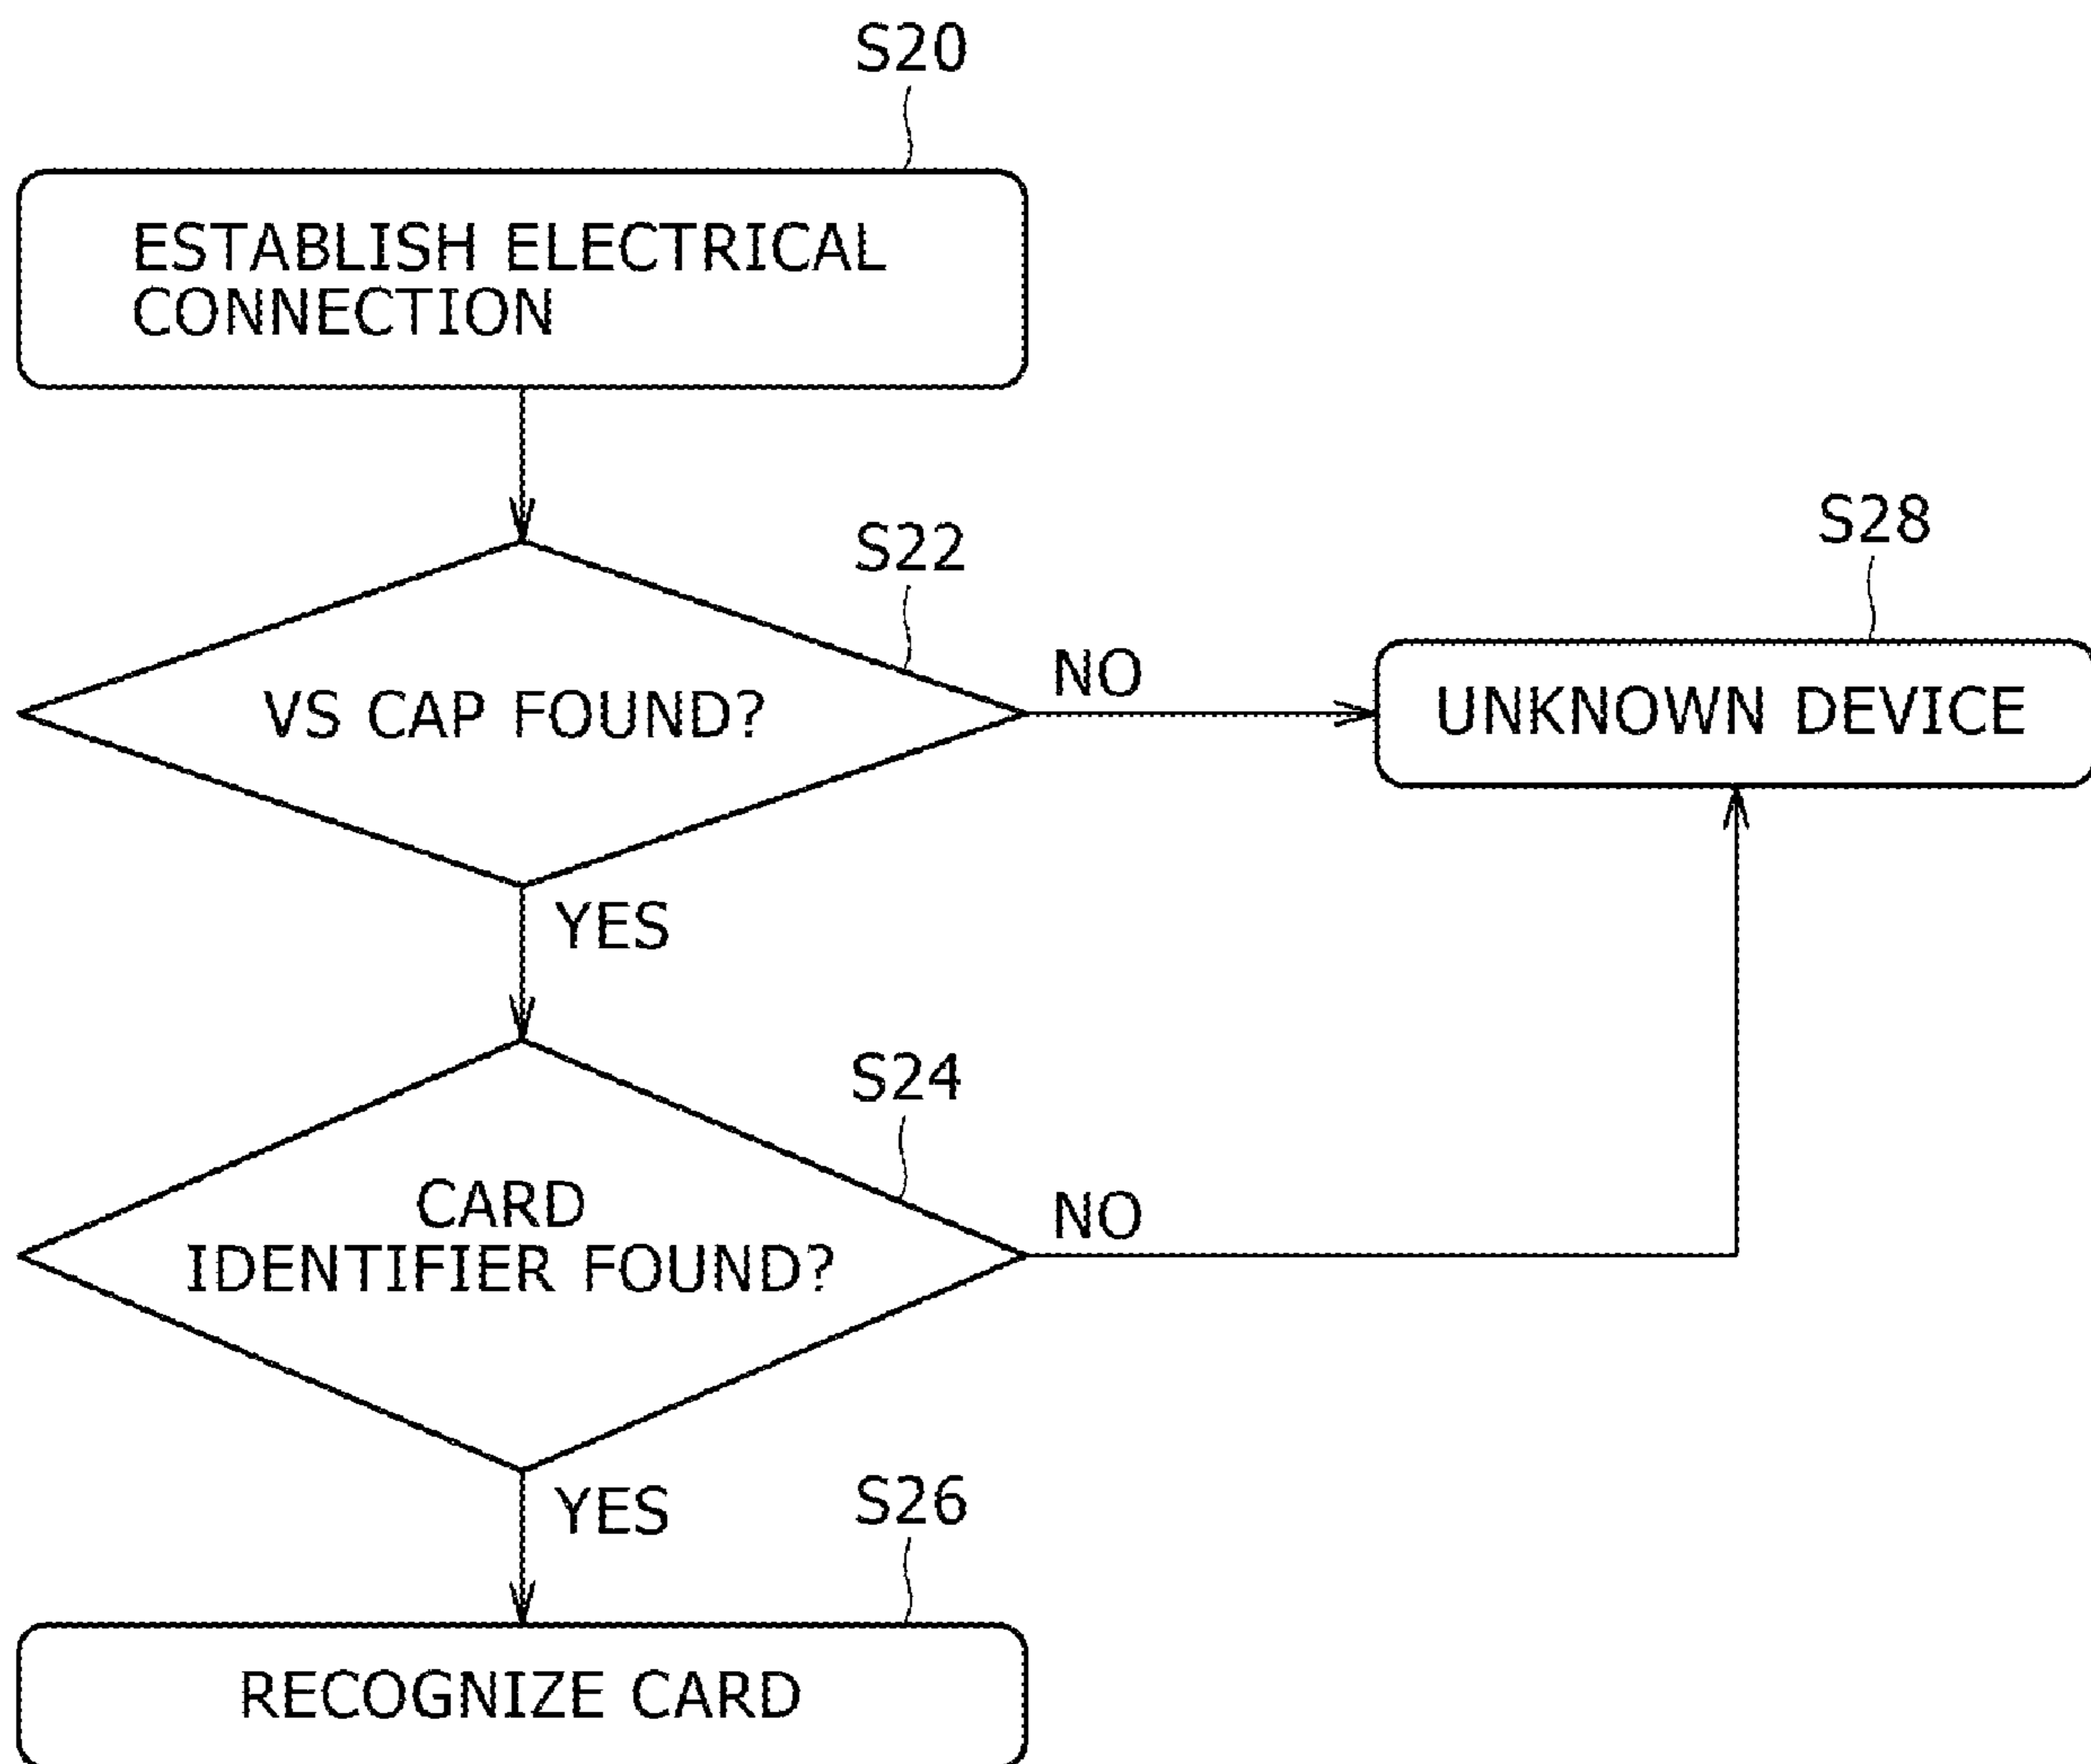 S20
ESTABLISH ELECTRICAL
CONNECTION
S22
VS CAP FOUND?
NO
S28
UNKNOWN DEVICE
YES
S24
CARD
IDENTIFIER FOUND?
NO
YES
S26
RECOGNIZE CARD